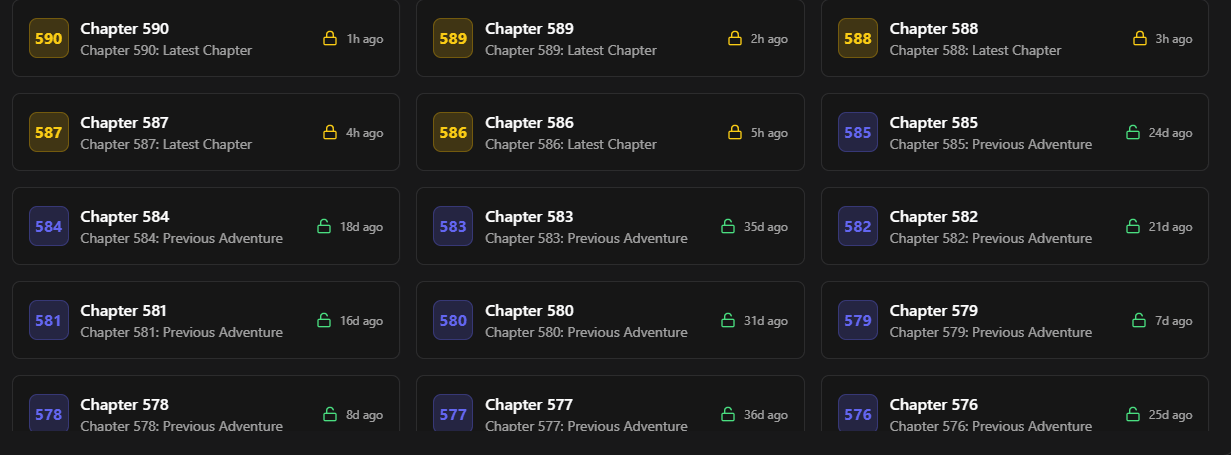 590
Chapter 590
Chapter 590: Latest Chapter
1h ago
589
Chapter 589
Chapter 589: Latest Chapter
2h ago
588
Chapter 588
Chapter 588: Latest Chapter
3h ago
587
Chapter 587
Chapter 587: Latest Chapter
4h ago
586
Chapter 586
Chapter 586: Latest Chapter
5h ago
585
Chapter 585
Chapter 585: Previous Adventure
24d ago
584
Chapter 584
Chapter 584: Previous Adventure
18d ago
583
Chapter 583
Chapter 583: Previous Adventure
35d ago
582
Chapter 582
Chapter 582: Previous Adventure
21d ago
581
Chapter 581
Chapter 581: Previous Adventure
16d ago
580
Chapter 580
Chapter 580: Previous Adventure
31d ago
579
Chapter 579
Chapter 579: Previous Adventure
7d ago
578
Chapter 578
Chapter 578: Previous Adventure
8d ago
577
Chapter 577
Chapter 577: Previous Adventure
36d ago
576
Chapter 576
Chapter 576: Previous Adventure
25d ago